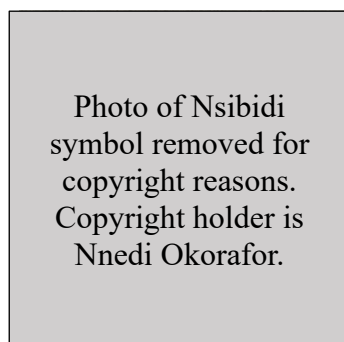 Photo of Nsibidi
symbol removed for
copyright reasons.
Copyright holder is
Nnedi Okorafor.